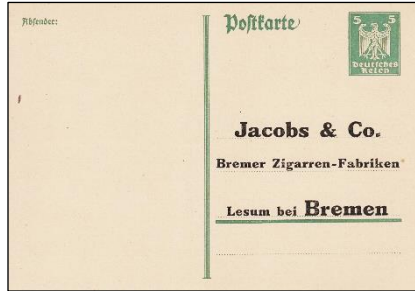 Absender:
Postkarte
5 5
Deutsches
Reich
Jacobs & Co.
Bremer Zigarren-Fabriken
Lesum bei Bremen